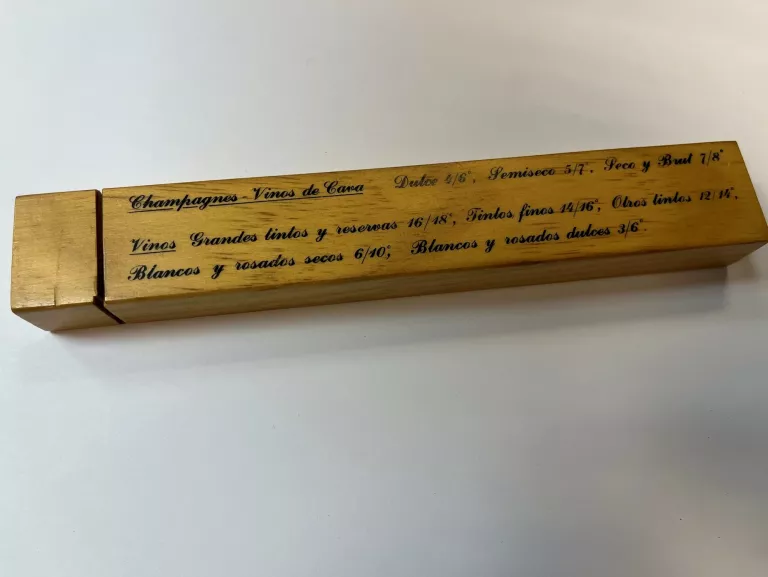 Champagnes - Vinos de Cava Dulce 4/6°, Semiseco 5/7°. Seco y Brut 7/8°
Vinos Grandes tintos y reservas 16/18°, Tintos finos 14/16°, Otros tintos 12/14°,
Blancos y rosados secos 6/10°, Blancos y rosados dulces 3/6°.